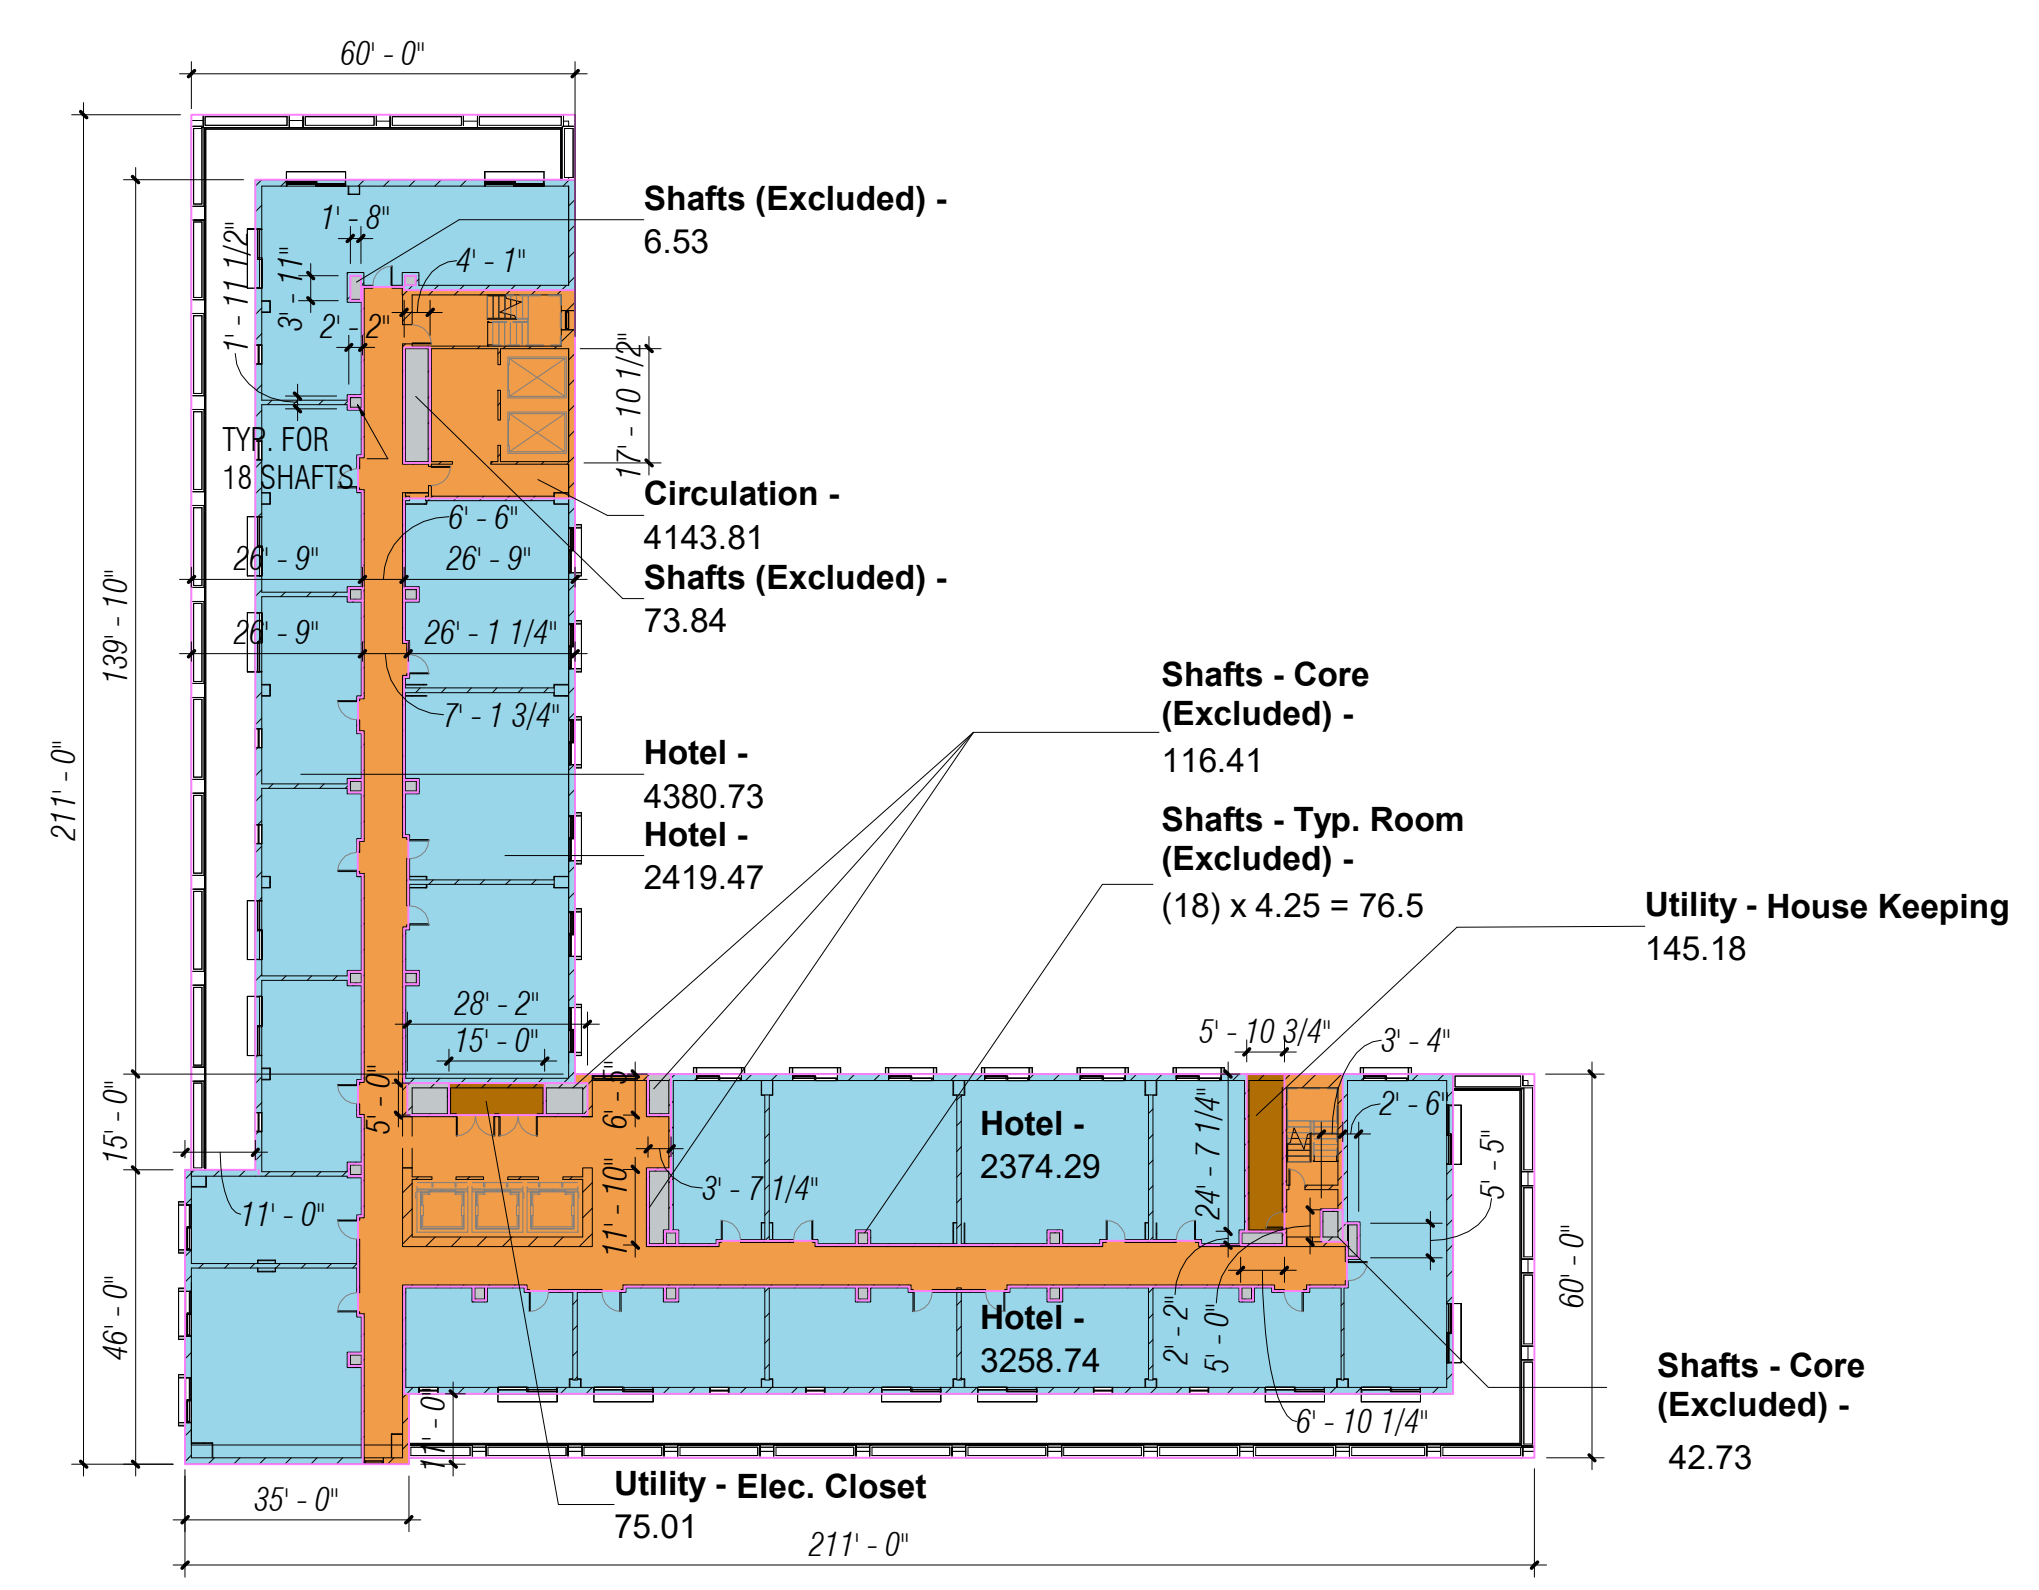 60' - 0"
Shafts (Excluded) -
6.53
1' - 8"
4' - 1"
3' - 11"
1' - 11 1/2"
2' - 2"
17' - 10 1/2"
TYP. FOR
18 SHAFTS
Circulation -
4143.81
Shafts (Excluded) -
73.84
6' - 6"
26' - 9"
26' - 9"
26' - 9"
26' - 1 1/4"
7' - 1 3/4"
139' - 10"
211' - 0"
Shafts - Core
(Excluded) -
116.41
Hotel -
4380.73
Hotel -
2419.47
Shafts - Typ. Room
(Excluded) -
(18) x 4.25 = 76.5
Utility - House Keeping
145.18
28' - 2"
15' - 0"
5' - 10 3/4"
3' - 4"
2' - 6"
5' - 0"
6' - 5"
15' - 0"
Hotel -
2374.29
24' - 7 1/4"
5' - 5"
3' - 7 1/4"
11' - 10"
11' - 0"
46' - 0"
60' - 0"
Hotel -
3258.74
2' - 2"
5' - 0"
6' - 10 1/4"
11' - 0"
Shafts - Core
(Excluded) -
42.73
Utility - Elec. Closet
75.01
35' - 0"
211' - 0"